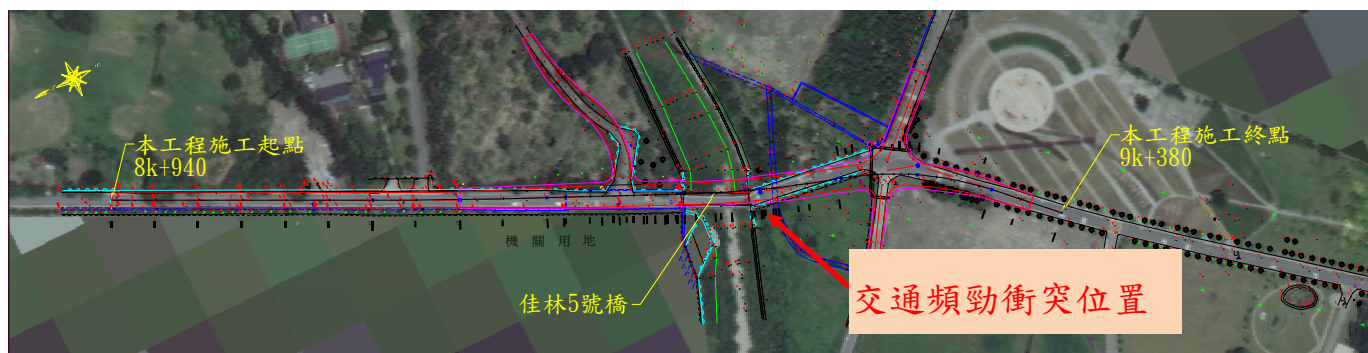 本工程施工起點
8k+940
本工程施工終點
9k+380
機關用地
佳林5號橋
交通頻勁衝突位置